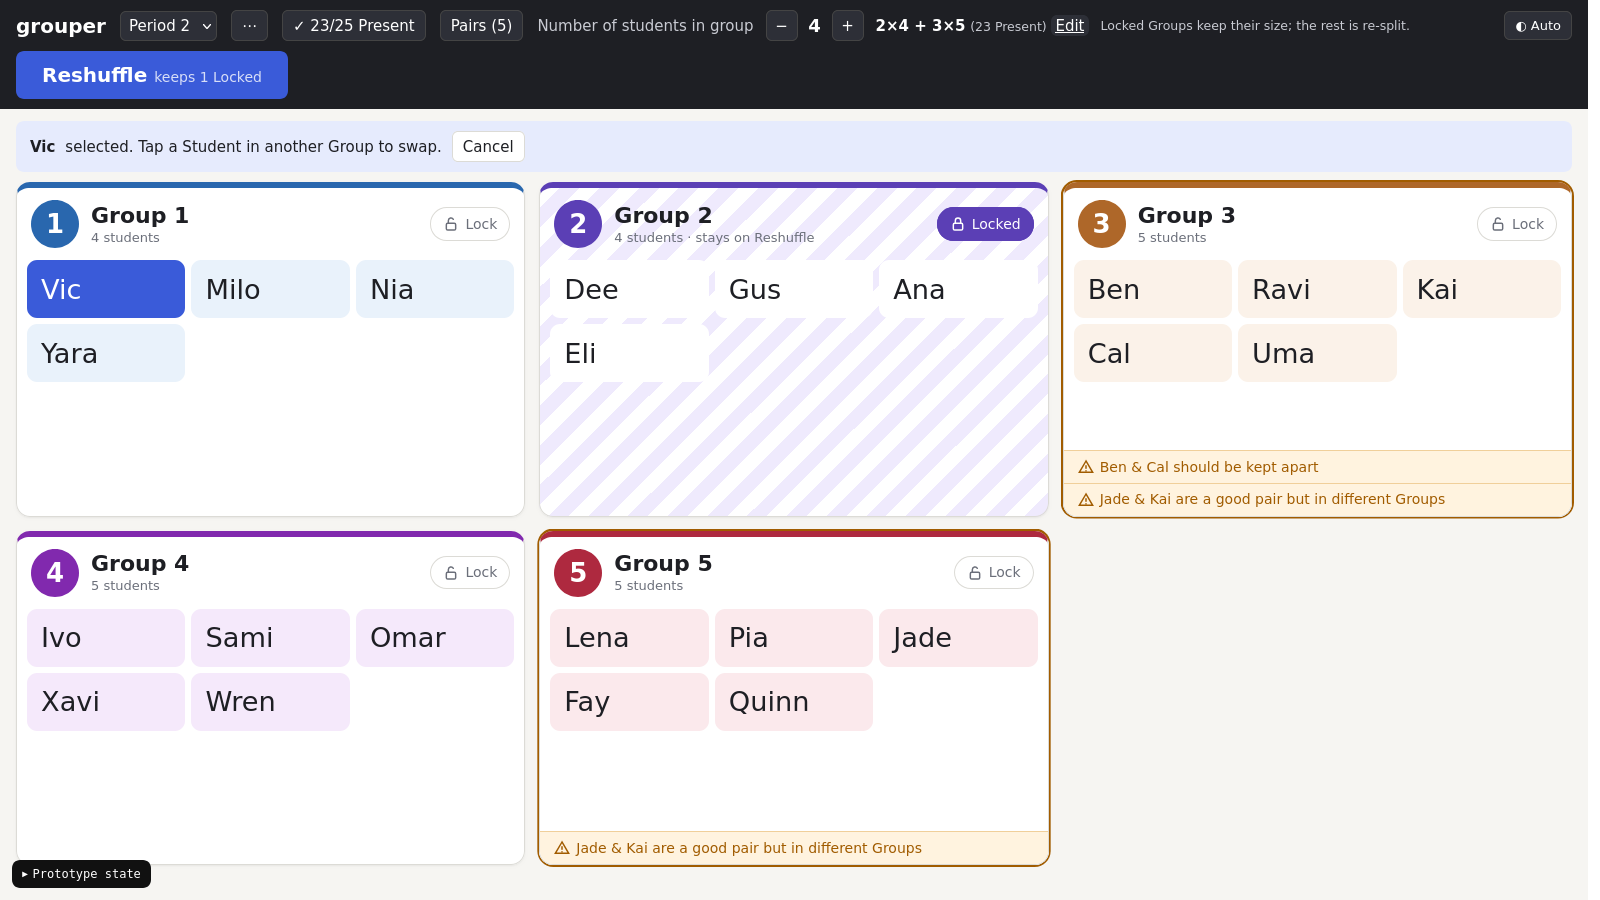 grouper Period 2 ⋯ ✓ 23/25 Present Pairs (5) Number of students in group − 4 + 2×4 + 3×5 (23 Present) Edit Locked Groups keep their size; the rest is re-split. ◐ Auto
Reshuffle keeps 1 Locked
Vic selected. Tap a Student in another Group to swap. Cancel
1 Group 1 Lock
4 students
Vic Milo Nia
Yara
2 Group 2 Locked
4 students · stays on Reshuffle
Dee Gus Ana
Eli
3 Group 3 Lock
5 students
Ben Ravi Kai
Cal Uma
Ben & Cal should be kept apart
Jade & Kai are a good pair but in different Groups
4 Group 4 Lock
5 students
Ivo Sami Omar
Xavi Wren
5 Group 5 Lock
5 students
Lena Pia Jade
Fay Quinn
Jade & Kai are a good pair but in different Groups
▸ Prototype state